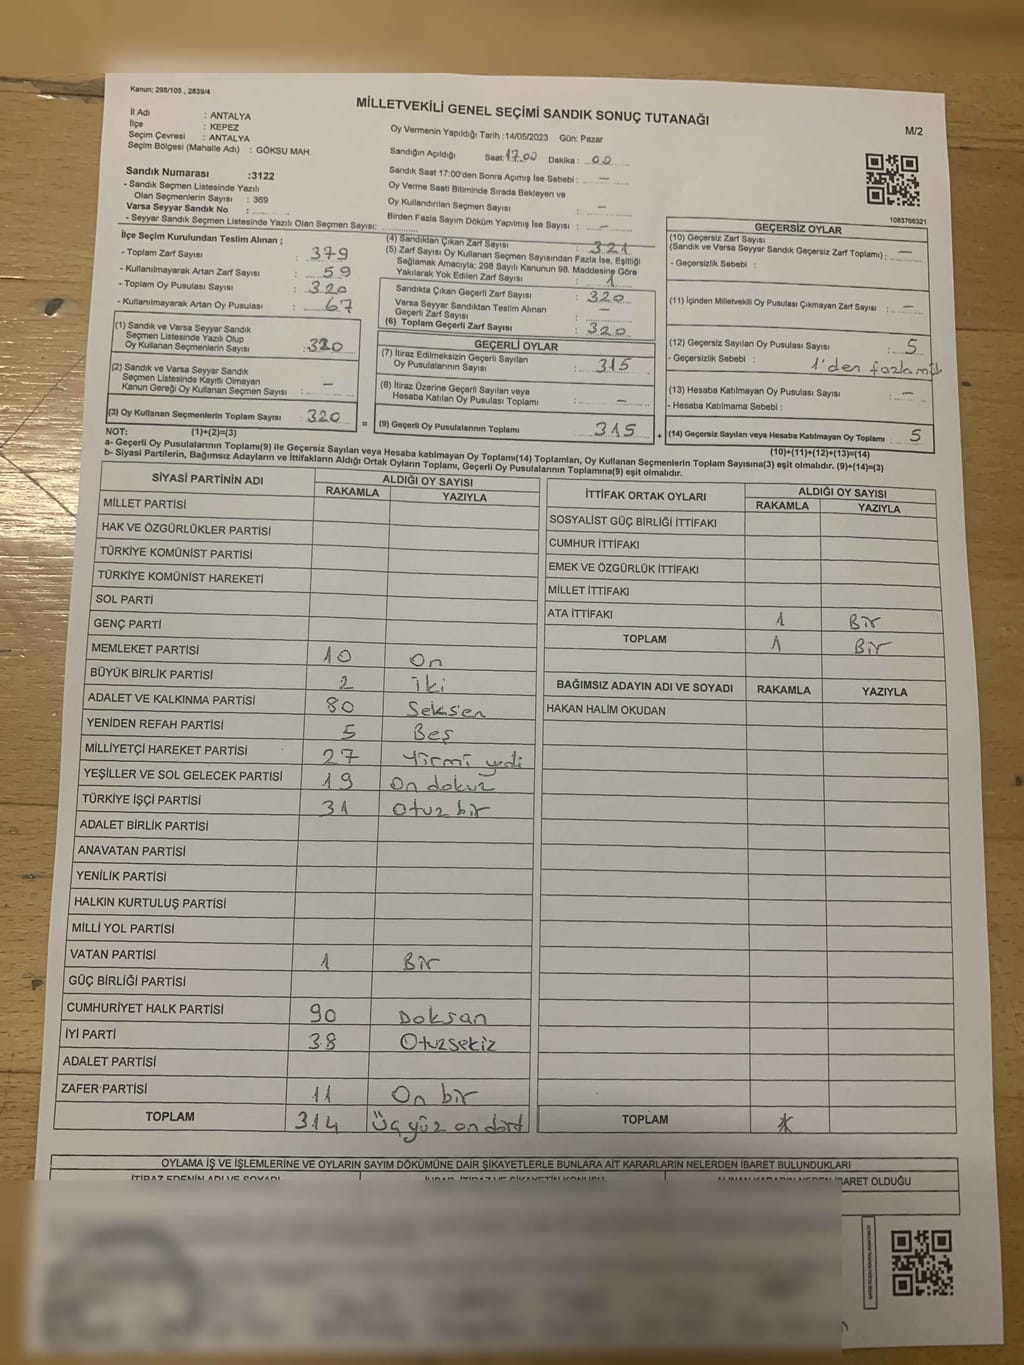 Kanun; 298/105 , 2839/4
MİLLETVEKİLİ GENEL SEÇİMİ SANDIK SONUÇ TUTANAĞI
M/2
İl Adı : ANTALYA
İlçe : KEPEZ
Seçim Çevresi : ANTALYA
Seçim Bölgesi (Mahalle Adı) : GÖKSU MAH.
Sandık Numarası :3122
- Sandık Seçmen Listesinde Yazılı
Olan Seçmenlerin Sayısı : 369
Varsa Seyyar Sandık No :
- Seyyar Sandık Seçmen Listesinde Yazılı Olan Seçmen Sayısı:
Oy Vermenin Yapıldığı Tarih :14/05/2023 Gün: Pazar
Sandığın Açıldığı Saat: 17.00 Dakika : 00
Sandık Saat 17:00'den Sonra Açımış İse Sebebi : —
Oy Verme Saati Bitiminde Sırada Bekleyen ve
Oy Kullandırılan Seçmen Sayısı : —
Birden Fazla Sayım Döküm Yapılmış İse Sayısı : —
1083766321
İlçe Seçim Kurulundan Teslim Alınan ;
- Toplam Zarf Sayısı : 379
- Kullanılmayarak Artan Zarf Sayısı : 59
- Toplam Oy Pusulası Sayısı : 320
- Kullanılmayarak Artan Oy Pusulası : 67
(1) Sandık ve Varsa Seyyar Sandık
Seçmen Listesinde Yazılı Olup
Oy Kullanan Seçmenlerin Sayısı : 320
(2) Sandık ve Varsa Seyyar Sandık
Seçmen Listesinde Kayıtlı Olmayan
Kanun Gereği Oy Kullanan Seçmen Sayısı : —
(3) Oy Kullanan Seçmenlerin Toplam Sayısı : 320
(4) Sandıktan Çıkan Zarf Sayısı : 321
(5) Zarf Sayısı Oy Kullanan Seçmen Sayısından Fazla İse, Eşitliği
Sağlamak Amacıyla; 298 Sayılı Kanunun 98. Maddesine Göre
Yakılarak Yok Edilen Zarf Sayısı : 1
Sandıkta Çıkan Geçerli Zarf Sayısı : 320
Varsa Seyyar Sandıktan Teslim Alınan
Geçerli Zarf Sayısı : —
(6) Toplam Geçerli Zarf Sayısı : 320
GEÇERLİ OYLAR
(7) İtiraz Edilmeksizin Geçerli Sayılan
Oy Pusulalarının Sayısı : 315
(8) İtiraz Üzerine Geçerli Sayılan veya
Hesaba Katılan Oy Pusulası Toplamı : —
= (9) Geçerli Oy Pusulalarının Toplamı : 315
GEÇERSİZ OYLAR
(10) Geçersiz Zarf Sayısı
(Sandık ve Varsa Seyyar Sandık Geçersiz Zarf Toplamı) : —
- Geçersizlik Sebebi :
(11) İçinden Milletvekili Oy Pusulası Çıkmayan Zarf Sayısı : —
(12) Geçersiz Sayılan Oy Pusulası Sayısı : 5
- Geçersizlik Sebebi : 1'den fazla
(13) Hesaba Katılmayan Oy Pusulası Sayısı : —
- Hesaba Katılmama Sebebi :
+ (14) Geçersiz Sayılan veya Hesaba Katılmayan Oy Toplamı : 5
NOT: (1)+(2)=(3)
(10)+(11)+(12)+(13)=(14)
a- Geçerli Oy Pusulaları Toplamı(9) ile Geçersiz Sayılan veya Hesaba katılmayan Oy Toplamı(14) Toplamları, Oy Kullanan Seçmenlerin Toplam Sayısına(3) eşit olmalıdır. (9)+(14)=(3)
b- Siyasi Partilerin, Bağımsız Adayların ve İttifakların Aldığı Ortak Oyların Toplamı, Geçerli Oy Pusulalarının Toplamına(9) eşit olmalıdır.
SİYASİ PARTİNİN ADI ALDIĞI OY SAYISI
RAKAMLA YAZIYLA
MİLLET PARTİSİ
HAK VE ÖZGÜRLÜKLER PARTİSİ
TÜRKİYE KOMÜNİST PARTİSİ
TÜRKİYE KOMÜNİST HAREKETİ
SOL PARTİ
GENÇ PARTİ
MEMLEKET PARTİSİ 10 On
BÜYÜK BİRLİK PARTİSİ 2 İki
ADALET VE KALKINMA PARTİSİ 80 Seksen
YENİDEN REFAH PARTİSİ 5 Beş
MİLLİYETÇİ HAREKET PARTİSİ 27 Yirmi yedi
YEŞİLLER VE SOL GELECEK PARTİSİ 19 On dokuz
TÜRKİYE İŞÇİ PARTİSİ 31 Otuz bir
ADALET BİRLİK PARTİSİ
ANAVATAN PARTİSİ
YENİLİK PARTİSİ
HALKIN KURTULUŞ PARTİSİ
MİLLİ YOL PARTİSİ
VATAN PARTİSİ 1 Bir
GÜÇ BİRLİĞİ PARTİSİ
CUMHURİYET HALK PARTİSİ 90 Doksan
İYİ PARTİ 38 Otuzsekiz
ADALET PARTİSİ
ZAFER PARTİSİ 11 On bir
TOPLAM 314 Üç yüz on dört
İTTİFAK ORTAK OYLARI ALDIĞI OY SAYISI
RAKAMLA YAZIYLA
SOSYALİST GÜÇ BİRLİĞİ İTTİFAKI
CUMHUR İTTİFAKI
EMEK VE ÖZGÜRLÜK İTTİFAKI
MİLLET İTTİFAKI
ATA İTTİFAKI 1 Bir
TOPLAM 1 Bir
BAĞIMSIZ ADAYIN ADI VE SOYADI RAKAMLA YAZIYLA
HAKAN HALİM OKUDAN
TOPLAM
OYLAMA İŞ VE İŞLEMLERİNE VE OYLARIN SAYIM DÖKÜMÜNE DAİR ŞİKAYETLERLE BUNLARA AİT KARARLARIN NELERDEN İBARET BULUNDUKLARI
İTİRAZ EDENİN ADI VE SOYADI
İBARET OLDUĞU